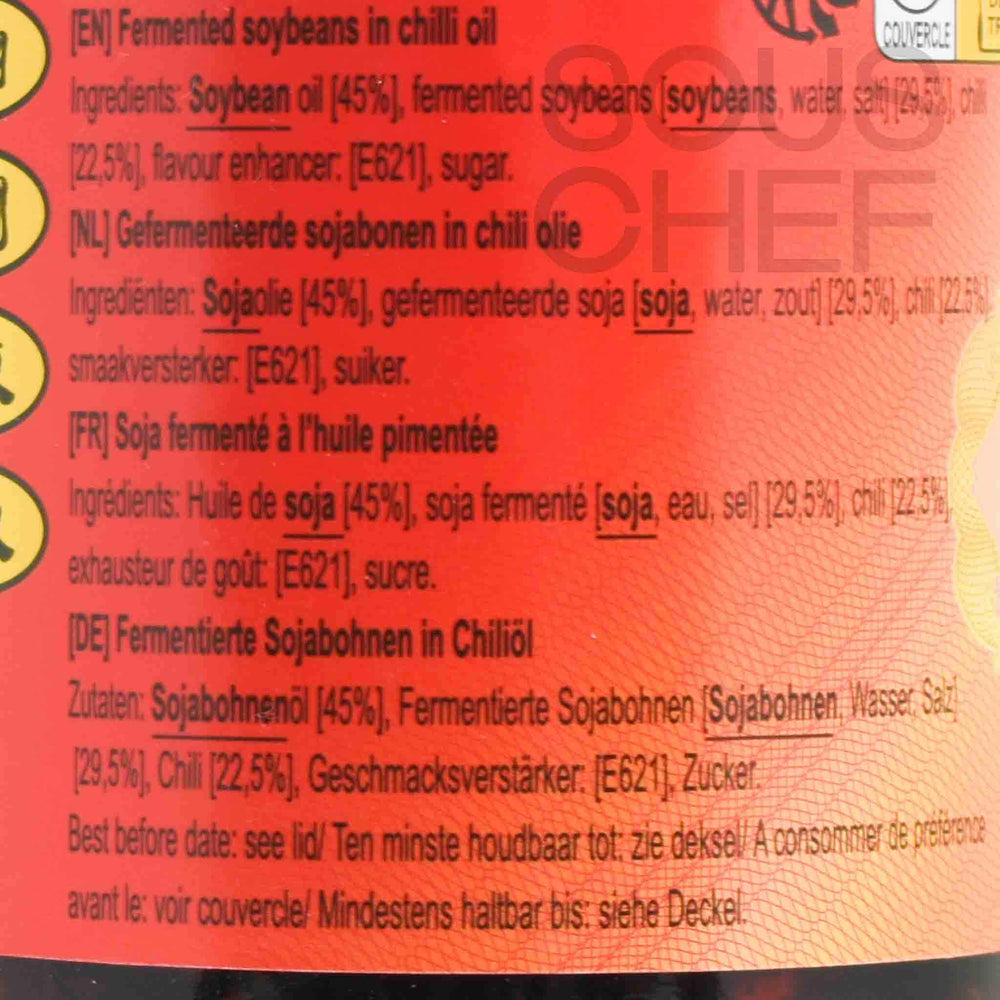 COUVERCLE
[EN] Fermented soybeans in chilli oil
Ingredients: Soybean oil [45%], fermented soybeans [soybeans, water, salt] [29.5%], chili
[22,5%], flavour enhancer: [E621], sugar.
[NL] Gefermenteerde sojabonen in chili olie
Ingrediënten: Sojaolie [45%], gefermenteerde soja [soja, water, zout] [29,5%], chili [22.5%],
smaakversterker: [E621], suiker.
[FR] Soja fermenté à l'huile pimentée
Ingrédients: Huile de soja [45%], soja fermenté [soja, eau, sel] [29,5%], chili [22.5%],
exhausteur de goût: [E621], sucre.
[DE] Fermentierte Sojabohnen in Chiliöl
Zutaten: Sojabohnenöl [45%], Fermentierte Sojabohnen [Sojabohnen, Wasser, Salz]
[29,5%], Chili [22,5%], Geschmacksverstärker: [E621], Zucker.
Best before date: see lid/ Ten minste houdbaar tot: zie deksel/ A consommer de préférence
avant le: voir couvercle/ Mindestens haltbar bis: siehe Deckel.
SOUS
CHEF